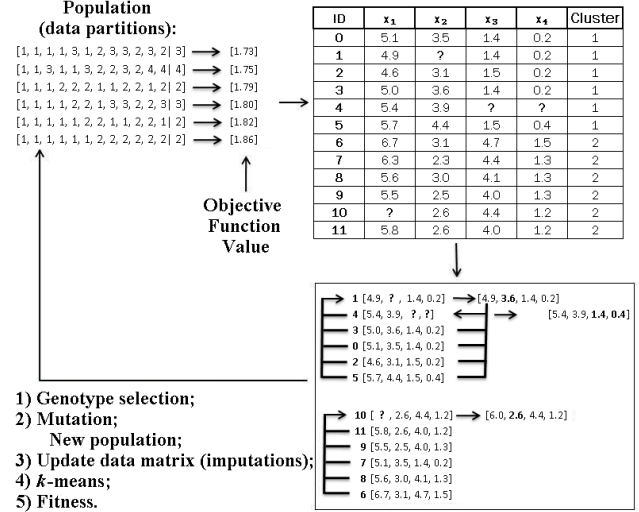 Population
(data partitions):
[1, 1, 1, 1, 3, 1, 2, 3, 3, 2, 3, 2| 3] [1.73]
[1, 1, 3, 1, 1, 3, 2, 2, 3, 2, 4, 4| 4] [1.75]
[1, 1, 1, 2, 2, 2, 1, 1, 2, 2, 1, 2| 2] [1.79]
[1, 1, 1, 1, 2, 2, 1, 3, 3, 2, 2, 3| 3] [1.80]
[1, 1, 1, 1, 1, 2, 2, 1, 1, 2, 2, 1| 2] [1.82]
[1, 1, 1, 1, 1, 1, 2, 2, 2, 2, 2, 2| 2] [1.86]
Objective
Function
Value
ID x1 x2 x3 x4 Cluster
0 5.1 3.5 1.4 0.2 1
1 4.9 ? 1.4 0.2 1
2 4.6 3.1 1.5 0.2 1
3 5.0 3.6 1.4 0.2 1
4 5.4 3.9 ? ? 1
5 5.7 4.4 1.5 0.4 1
6 6.7 3.1 4.7 1.5 2
7 6.3 2.3 4.4 1.3 2
8 5.6 3.0 4.1 1.3 2
9 5.5 2.5 4.0 1.3 2
10 ? 2.6 4.4 1.2 2
11 5.8 2.6 4.0 1.2 2
1 [4.9, ? , 1.4, 0.2] [4.9, 3.6, 1.4, 0.2]
4 [5.4, 3.9, ? , ?] [5.4, 3.9, 1.4, 0.4]
3 [5.0, 3.6, 1.4, 0.2]
0 [5.1, 3.5, 1.4, 0.2]
2 [4.6, 3.1, 1.5, 0.2]
5 [5.7, 4.4, 1.5, 0.4]
10 [ ? , 2.6, 4.4, 1.2] [6.0, 2.6, 4.4, 1.2]
11 [5.8, 2.6, 4.0, 1.2]
9 [5.5, 2.5, 4.0, 1.3]
7 [5.1, 3.5, 1.4, 0.2]
8 [5.6, 3.0, 4.1, 1.3]
6 [6.7, 3.1, 4.7, 1.5]
1) Genotype selection;
2) Mutation;
New population;
3) Update data matrix (imputations);
4) k-means;
5) Fitness.